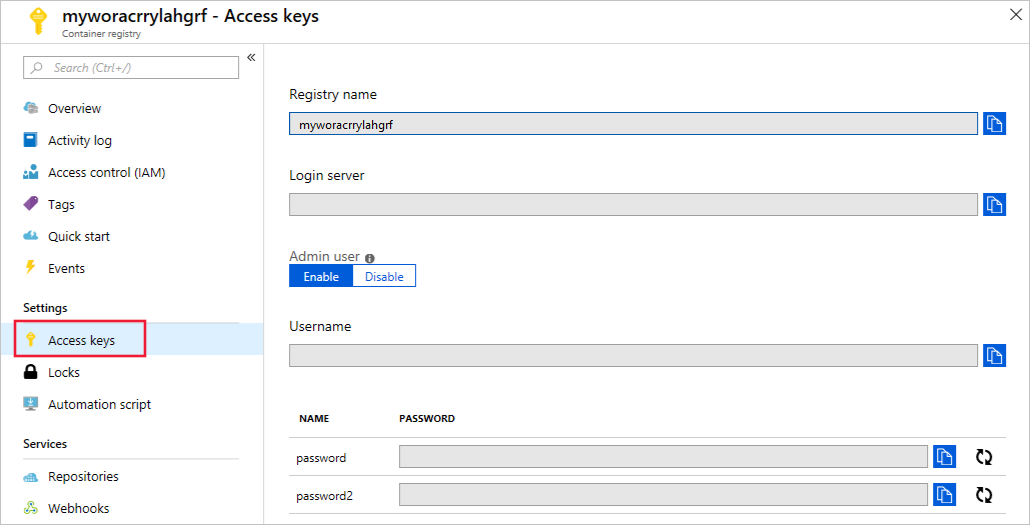 myworacrrylahgrf - Access keys
Container registry
Search (Ctrl+/)
Overview
Activity log
Access control (IAM)
Tags
Quick start
Events
Settings
Access keys
Locks
Automation script
Services
Repositories
Webhooks
Registry name
myworacrrylahgrf
Login server
Admin user
Enable Disable
Username
NAME PASSWORD
password
password2